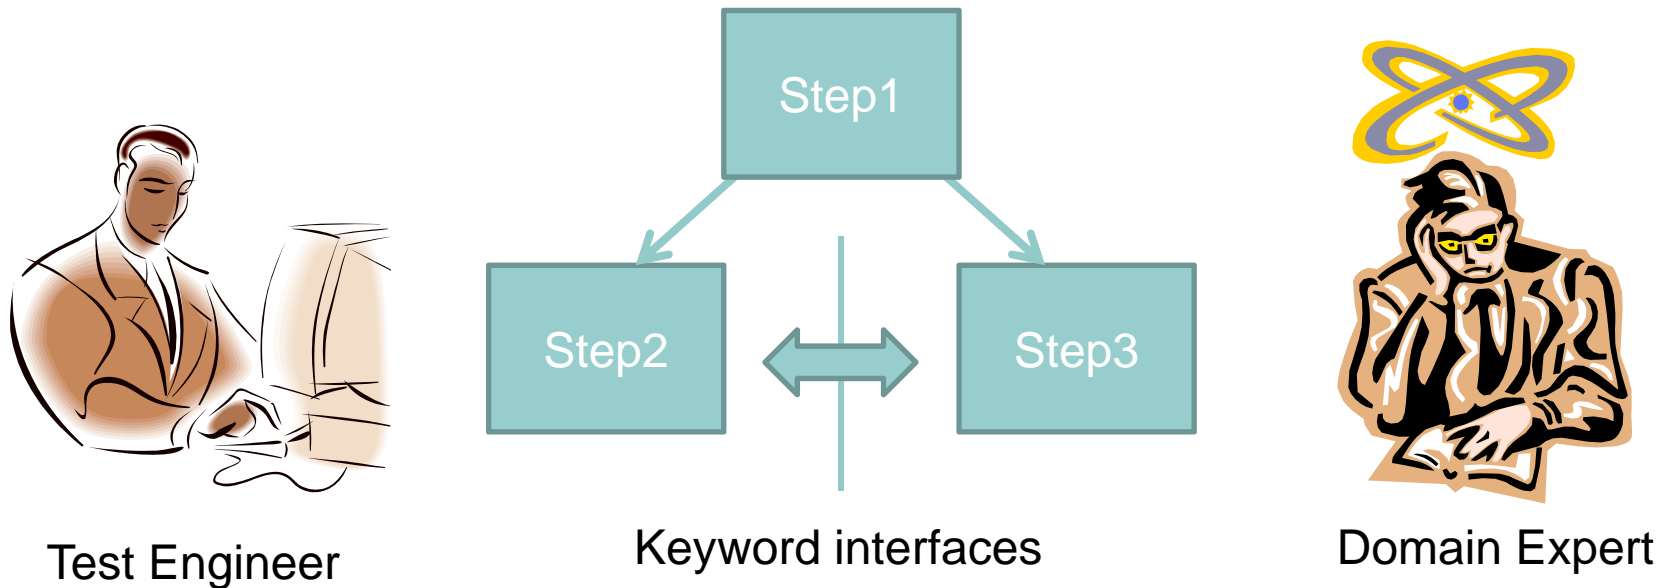 Step1
Step2
Step3
Test Engineer
Keyword interfaces
Domain Expert